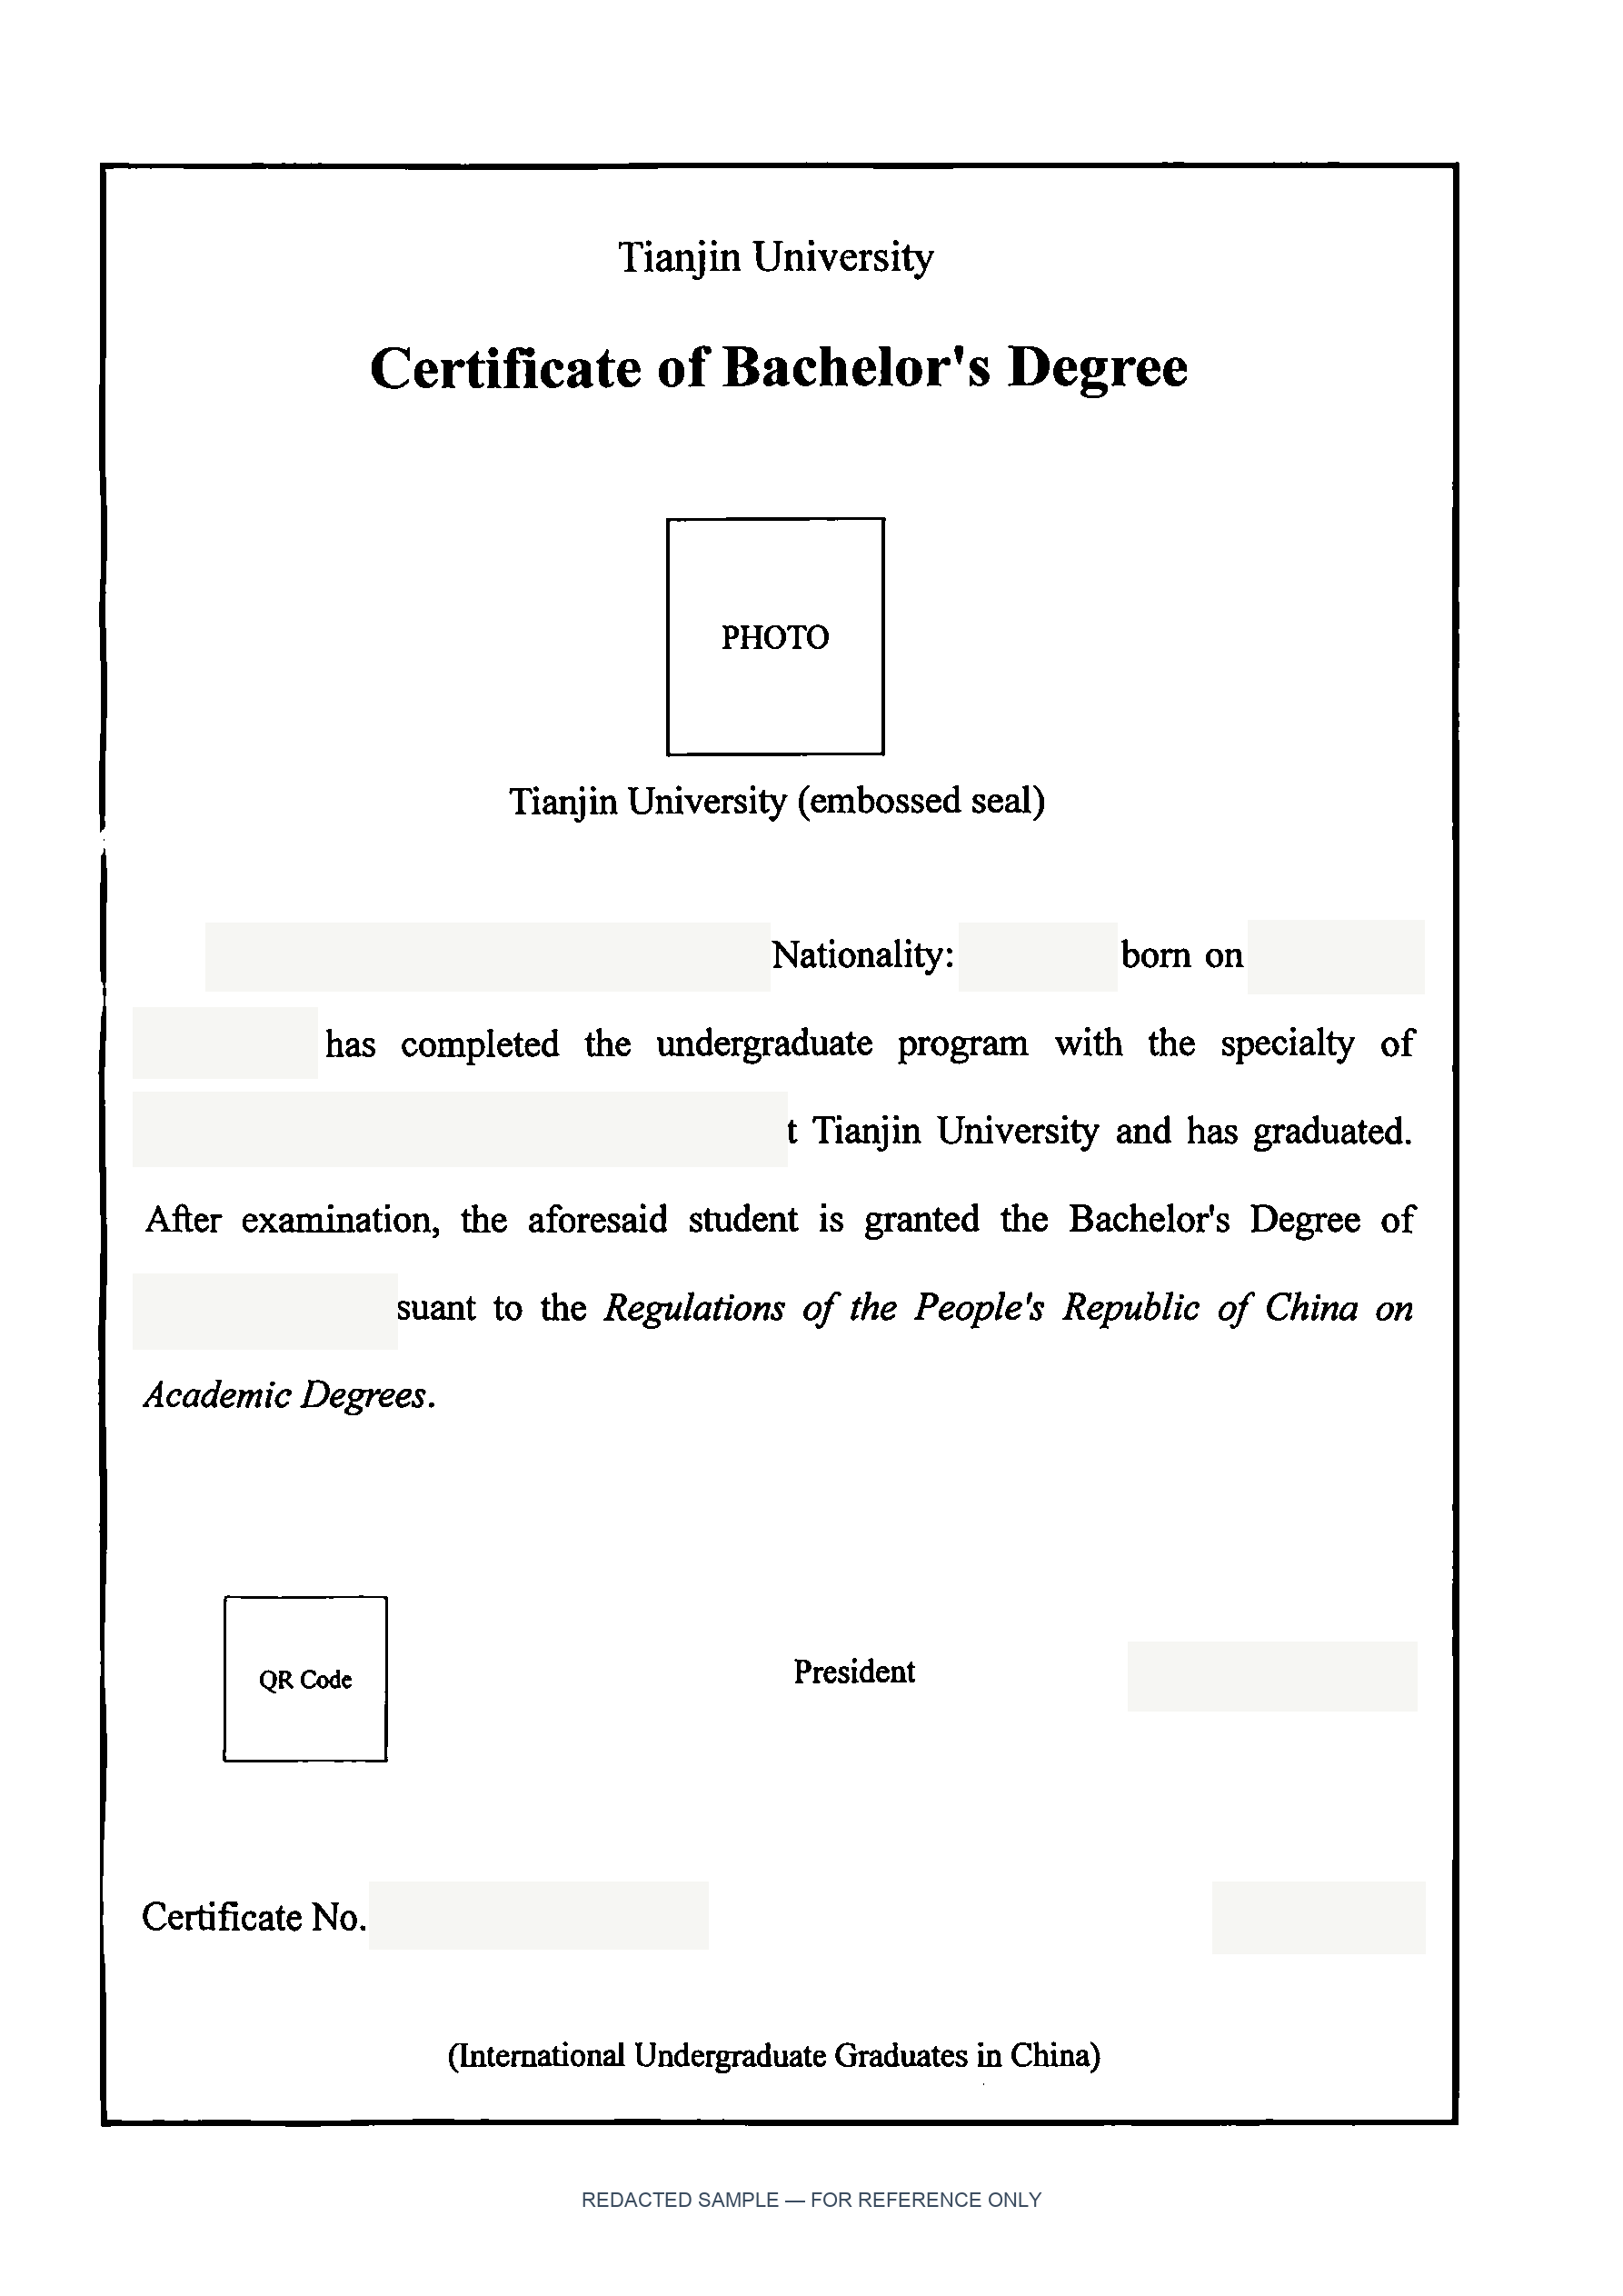 Tianjin University
Certificate of Bachelor's Degree
PHOTO
Tianjin University (embossed seal)
Nationality: born on
has completed the undergraduate program with the specialty of
t Tianjin University and has graduated.
After examination, the aforesaid student is granted the Bachelor's Degree of
suant to the Regulations of the People's Republic of China on
Academic Degrees.
QR Code
President
Certificate No.
(International Undergraduate Graduates in China)
REDACTED SAMPLE — FOR REFERENCE ONLY